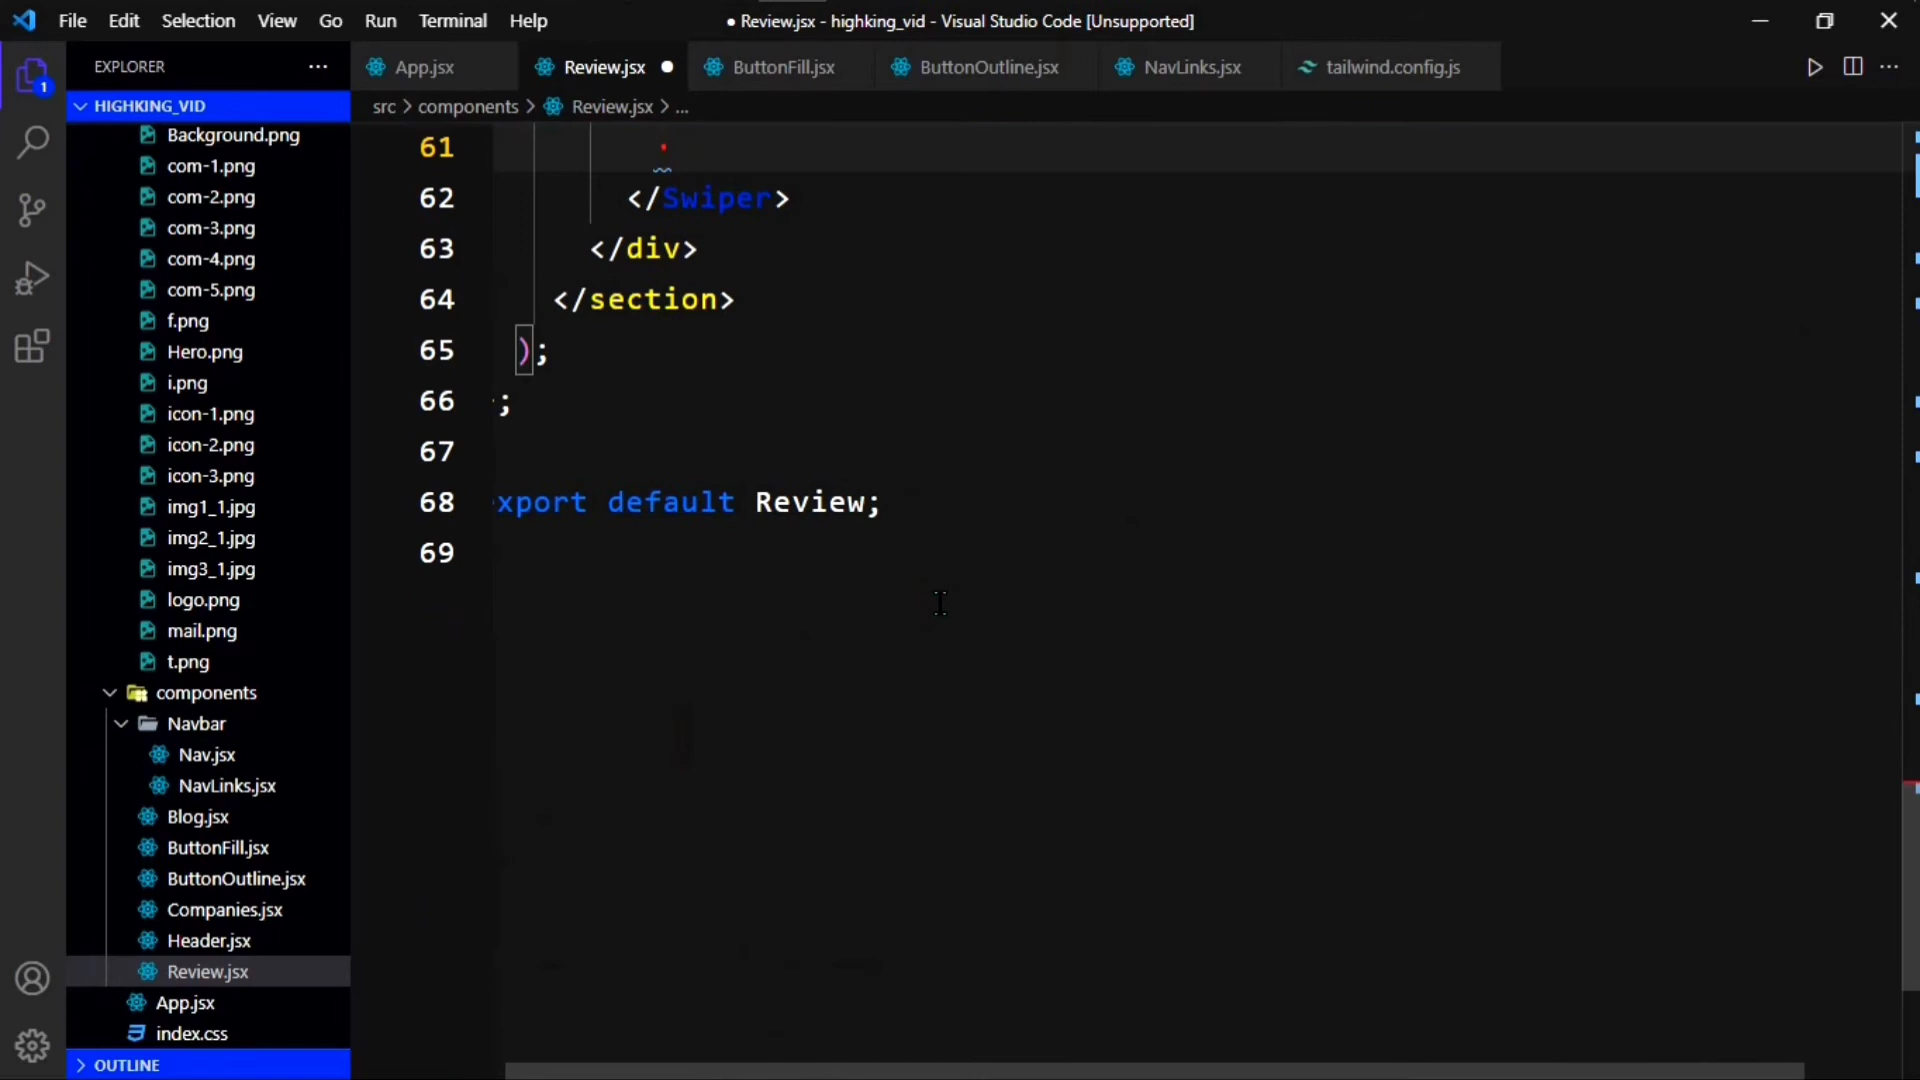 File Edit Selection View Go Run Terminal Help
● Review.jsx - highking_vid - Visual Studio Code [Unsupported]
EXPLORER
App.jsx Review.jsx ButtonFill.jsx ButtonOutline.jsx NavLinks.jsx tailwind.config.js
src > components > Review.jsx > ...
1
HIGHKING_VID
Background.png
com-1.png
com-2.png
com-3.png
com-4.png
com-5.png
f.png
Hero.png
i.png
icon-1.png
icon-2.png
icon-3.png
img1_1.jpg
img2_1.jpg
img3_1.jpg
logo.png
mail.png
t.png
components
Navbar
Nav.jsx
NavLinks.jsx
Blog.jsx
ButtonFill.jsx
ButtonOutline.jsx
Companies.jsx
Header.jsx
Review.jsx
App.jsx
index.css
OUTLINE
61
62 </Swiper>
63 </div>
64 </section>
65 );
66 ;
67
68 xport default Review;
69